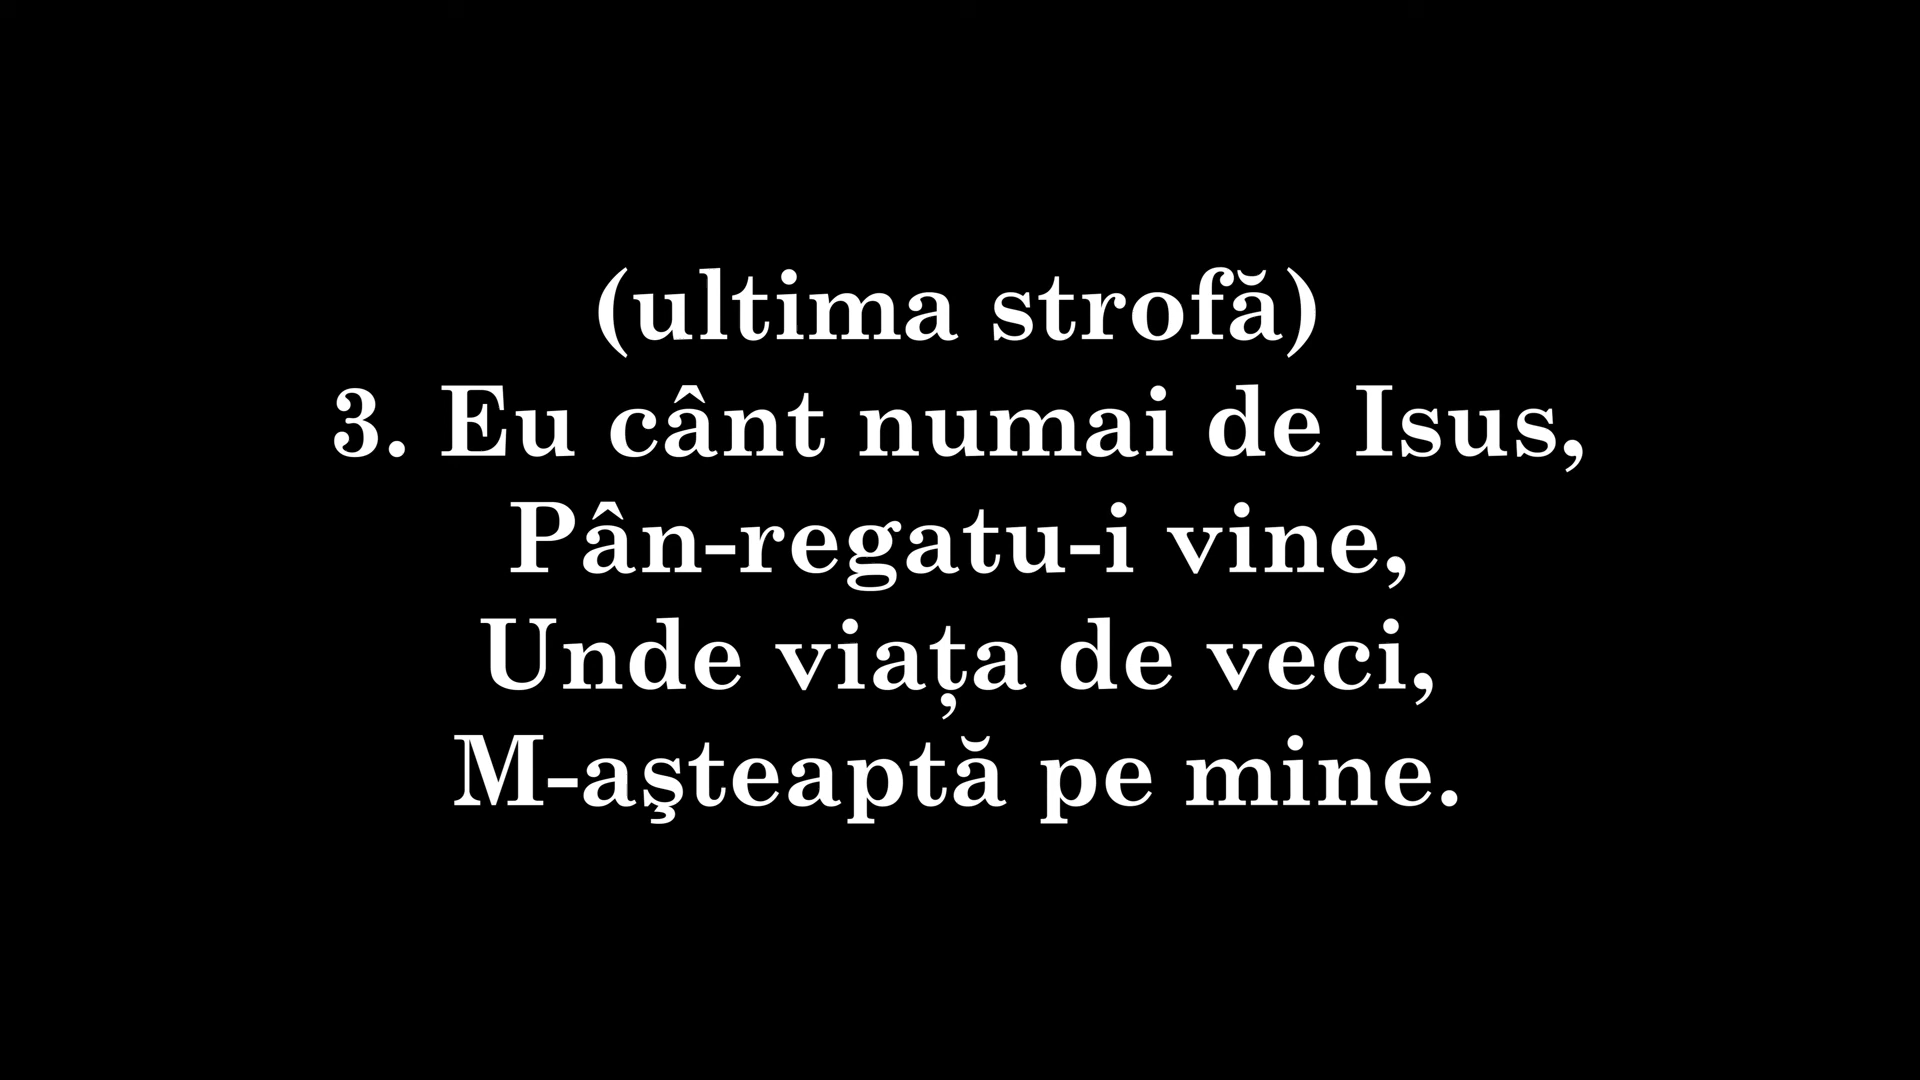 (ultima strofă)
3. Eu cânt numai de Isus,
Pân-regatu-i vine,
Unde viața de veci,
M-aşteaptă pe mine.